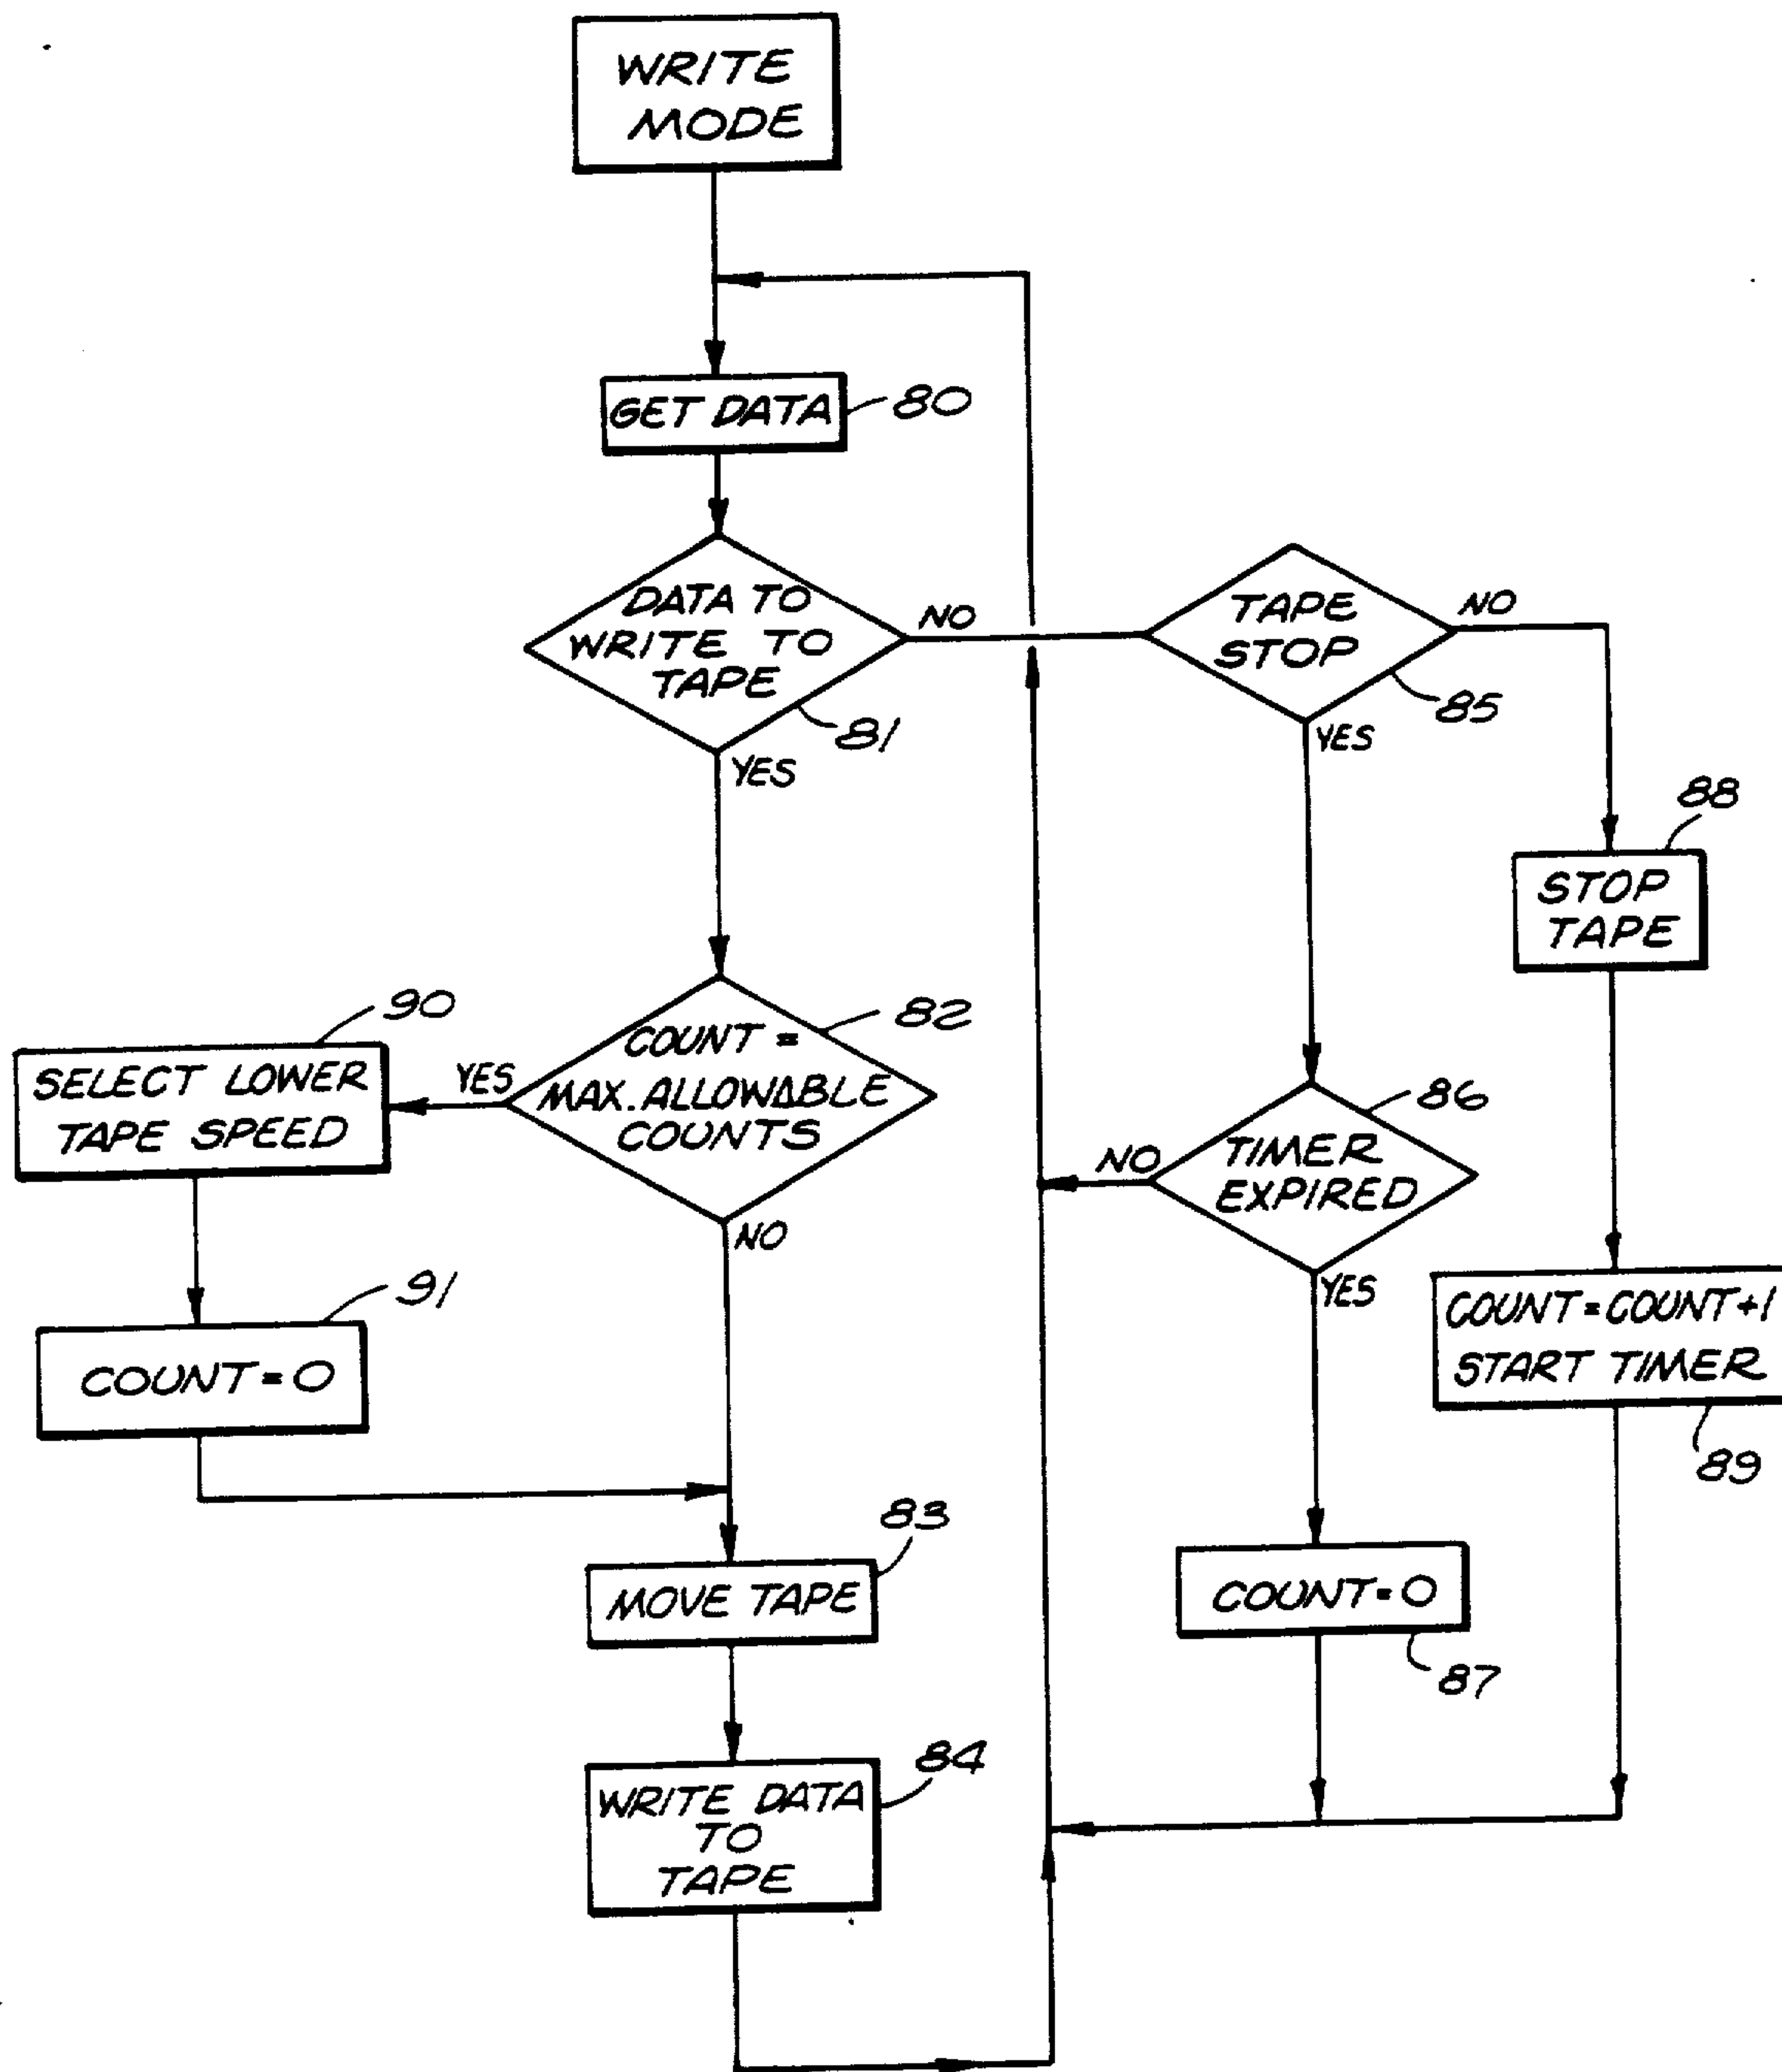 WRITE
MODE
GET DATA
80
DATA TO
WRITE TO
TAPE
81
NO
YES
TAPE
STOP
85
NO
YES
88
STOP
TAPE
90
SELECT LOWER
TAPE SPEED
YES
COUNT =
MAX. ALLOWABLE
COUNTS
82
NO
NO
TIMER
EXPIRED
86
YES
91
COUNT=0
COUNT=COUNT+1
START TIMER
89
83
MOVE TAPE
COUNT=0
87
84
WRITE DATA
TO
TAPE